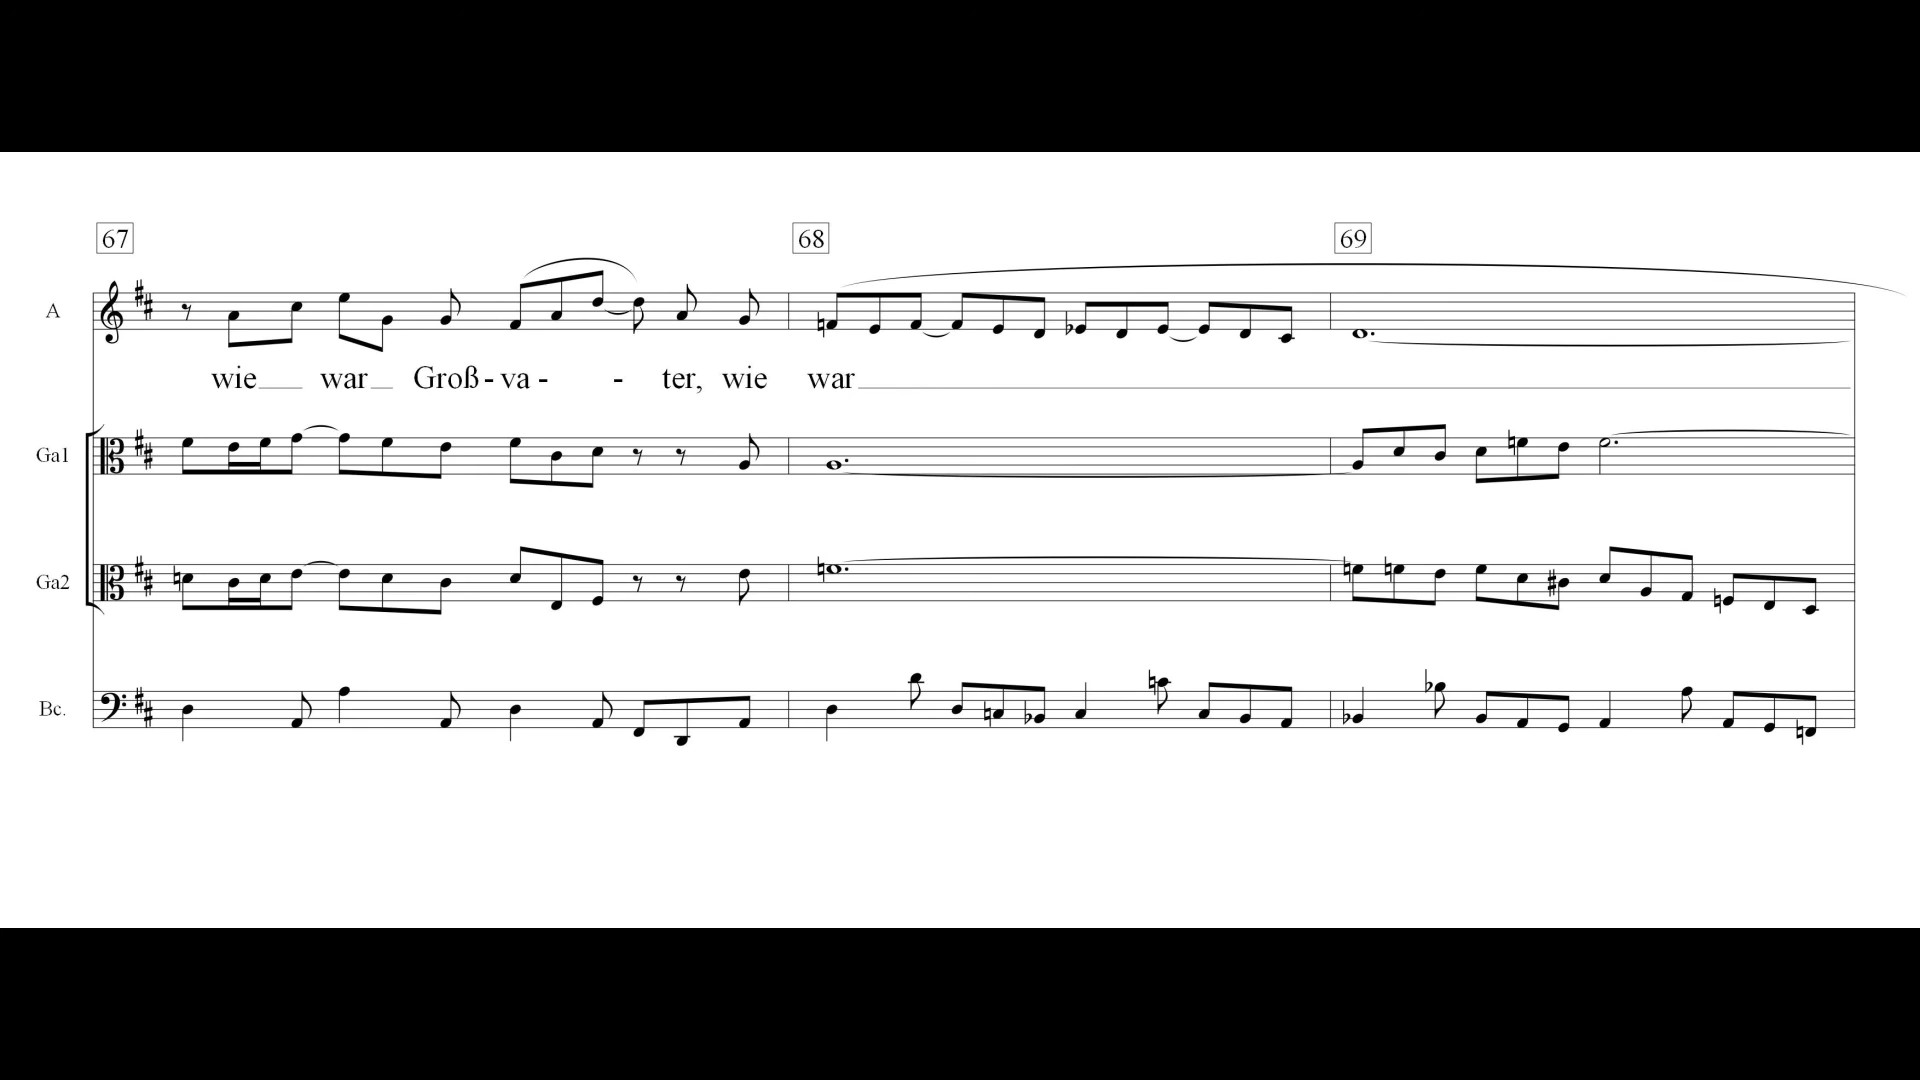 67 68 69
A
wie war Groß - va - - ter, wie war
Ga1
Ga2
Bc.